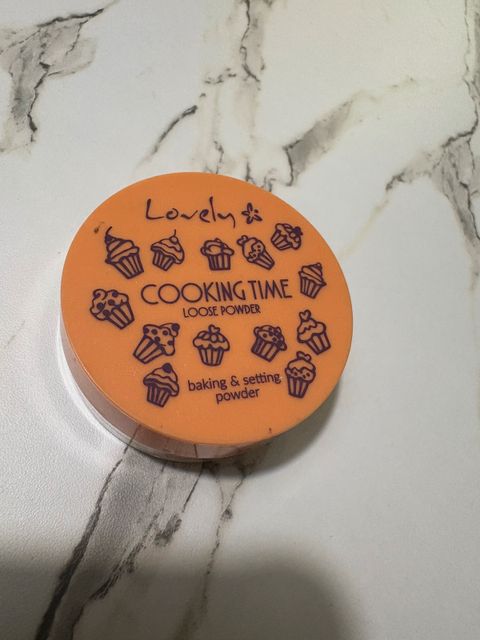 Lovely
COOKING TIME
LOOSE POWDER
baking & setting
powder